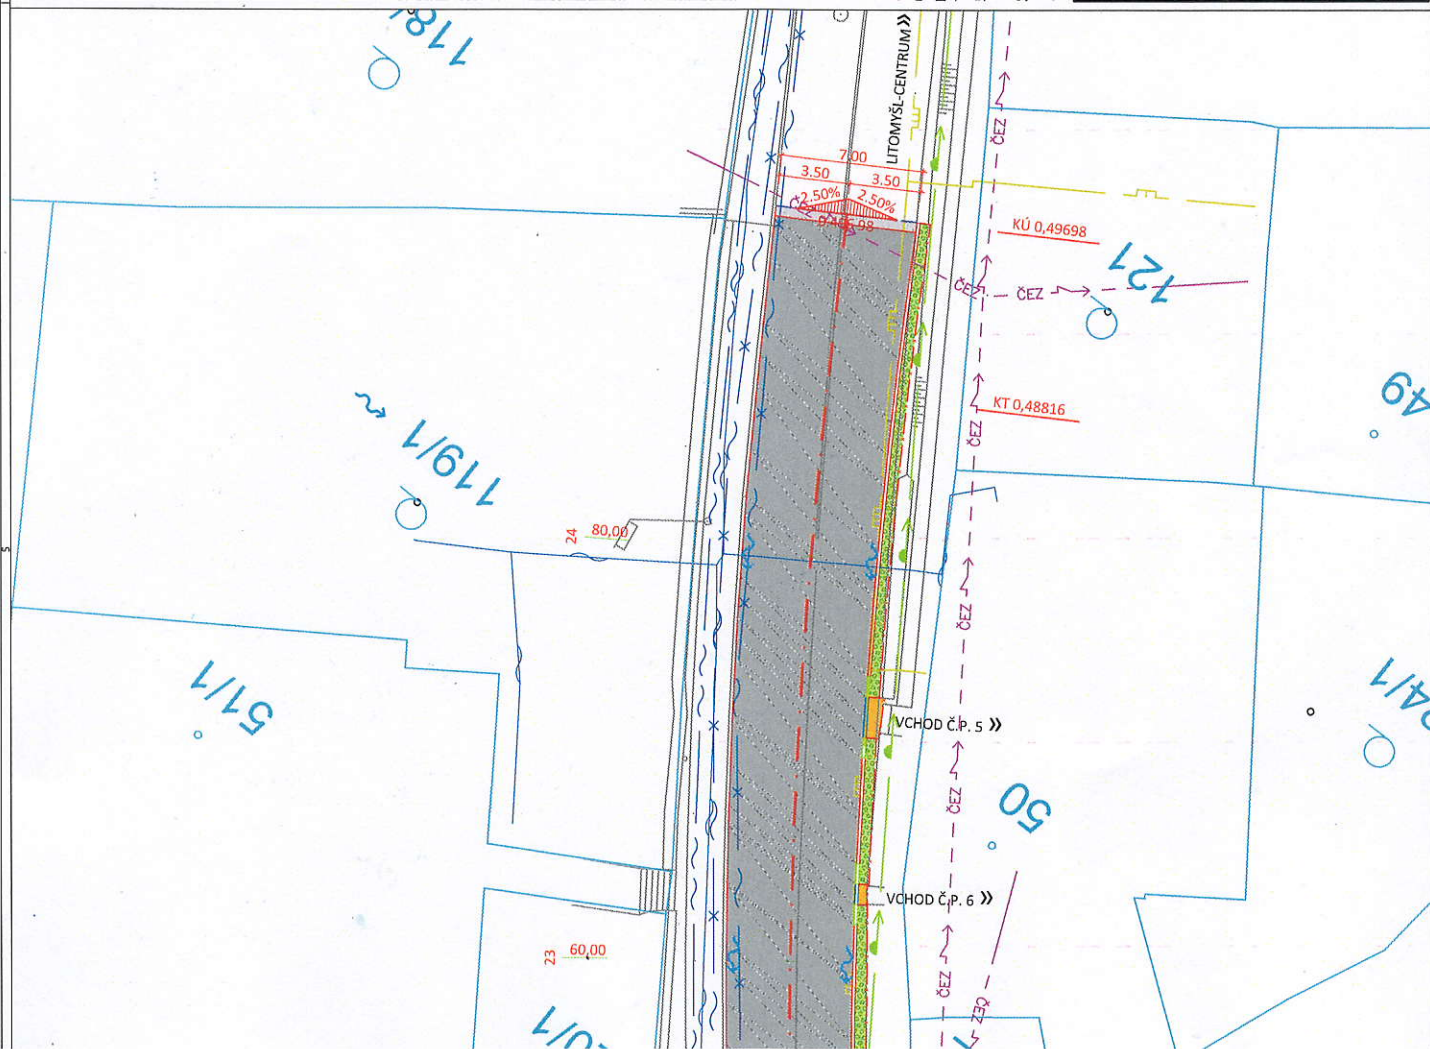 118/
LITOMYŠL-CENTRUM »
7.00
3.50
3.50
2.50%
2.50%
ČEZ
KÚ 0,49698
121
ČEZ
ČEZ
49
KT 0,48816
ČEZ
119/1
24
80,00
ČEZ
51/1
VCHOD Č.P. 5 »
ČEZ
50
VCHOD Č.P. 6 »
23
60,00
ČEZ
ČEZ